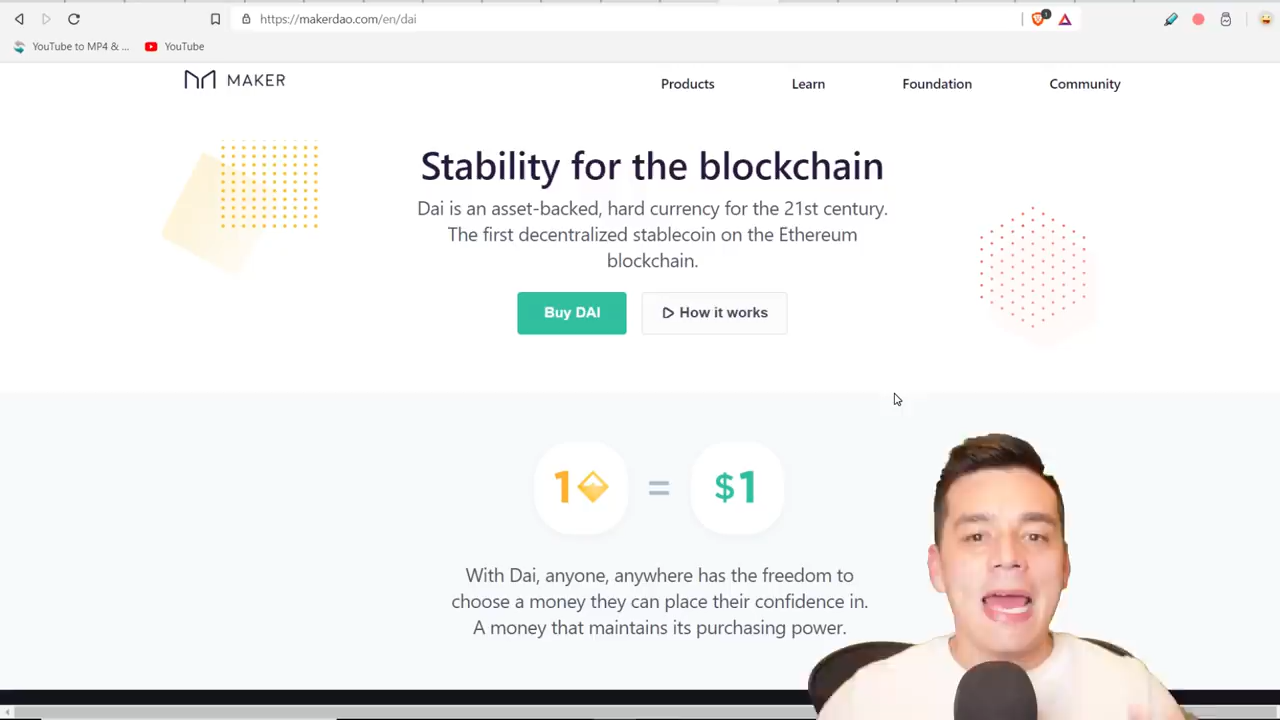 https://makerdao.com/en/dai
1
YouTube to MP4 & ...
YouTube
MAKER
Products
Learn
Foundation
Community
Stability for the blockchain
Dai is an asset-backed, hard currency for the 21st century.
The first decentralized stablecoin on the Ethereum
blockchain.
Buy DAI
How it works
1 = $1
With Dai, anyone, anywhere has the freedom to
choose a money they can place their confidence in.
A money that maintains its purchasing power.